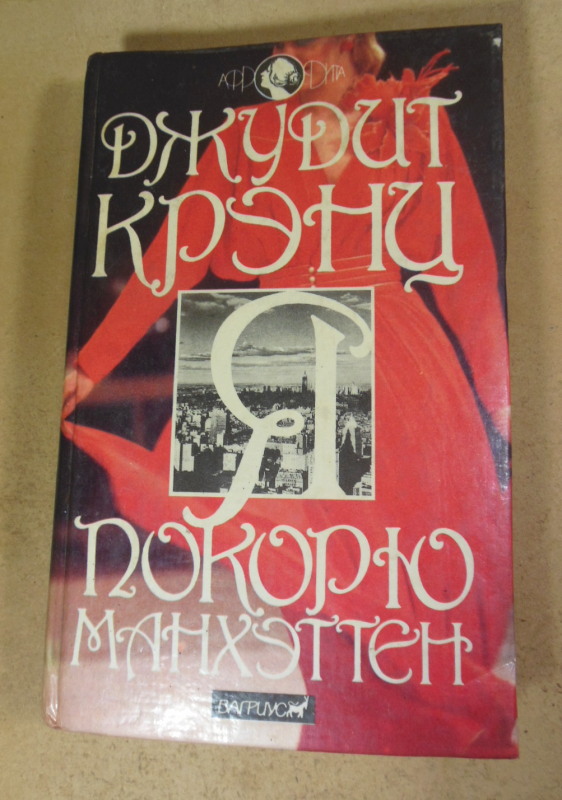 АФРОДИТА
ДЖУДИТ
КРЭНЦ
Я
ПОКОРЮ
МАНХЭТТЕН
ВАГРИУС